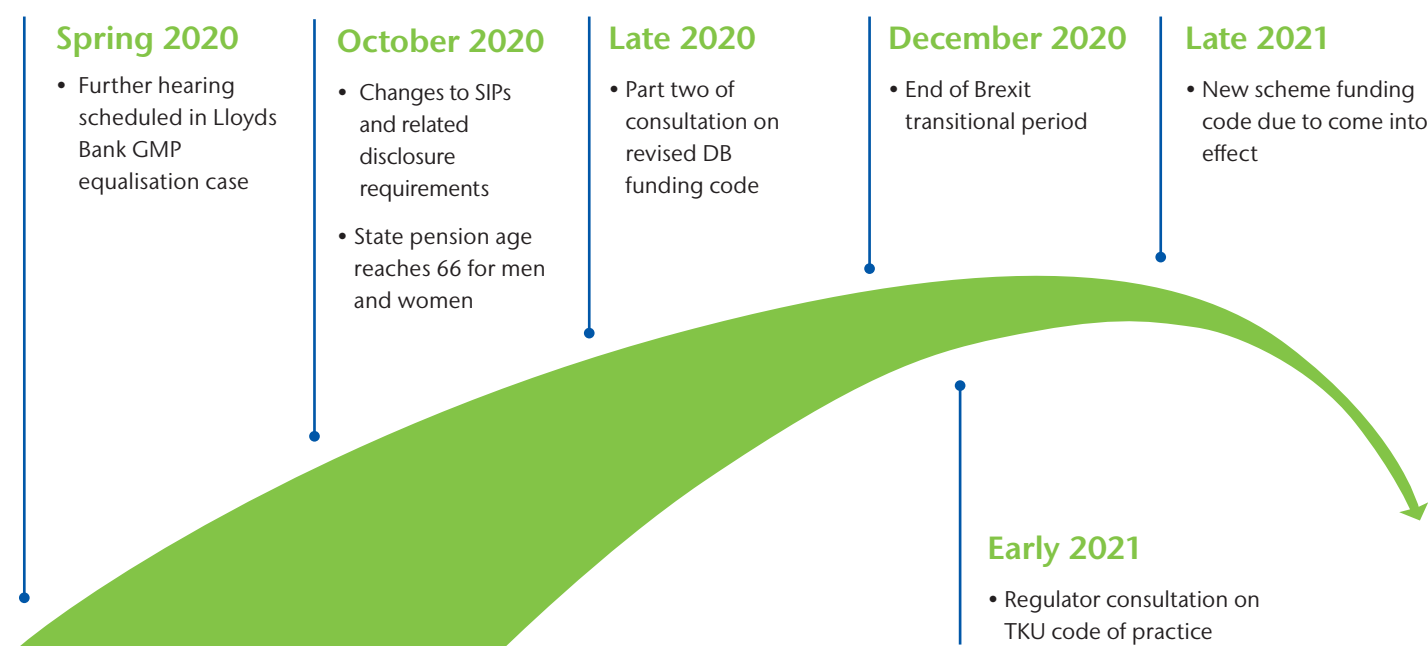 Spring 2020
• Further hearing
scheduled in Lloyds
Bank GMP
equalisation case
October 2020
• Changes to SIPs
and related
disclosure
requirements
• State pension age
reaches 66 for men
and women
Late 2020
• Part two of
consultation on
revised DB
funding code
December 2020
• End of Brexit
transitional period
Late 2021
• New scheme funding
code due to come into
effect
Early 2021
• Regulator consultation on
TKU code of practice